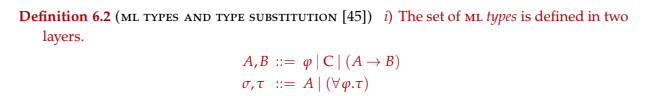 Definition 6.2 (ML TYPES AND TYPE SUBSTITUTION [45]) i) The set of ML types is defined in two
layers.
A, B ::= φ | C | (A → B)
σ, τ ::= A | (∀φ.τ)